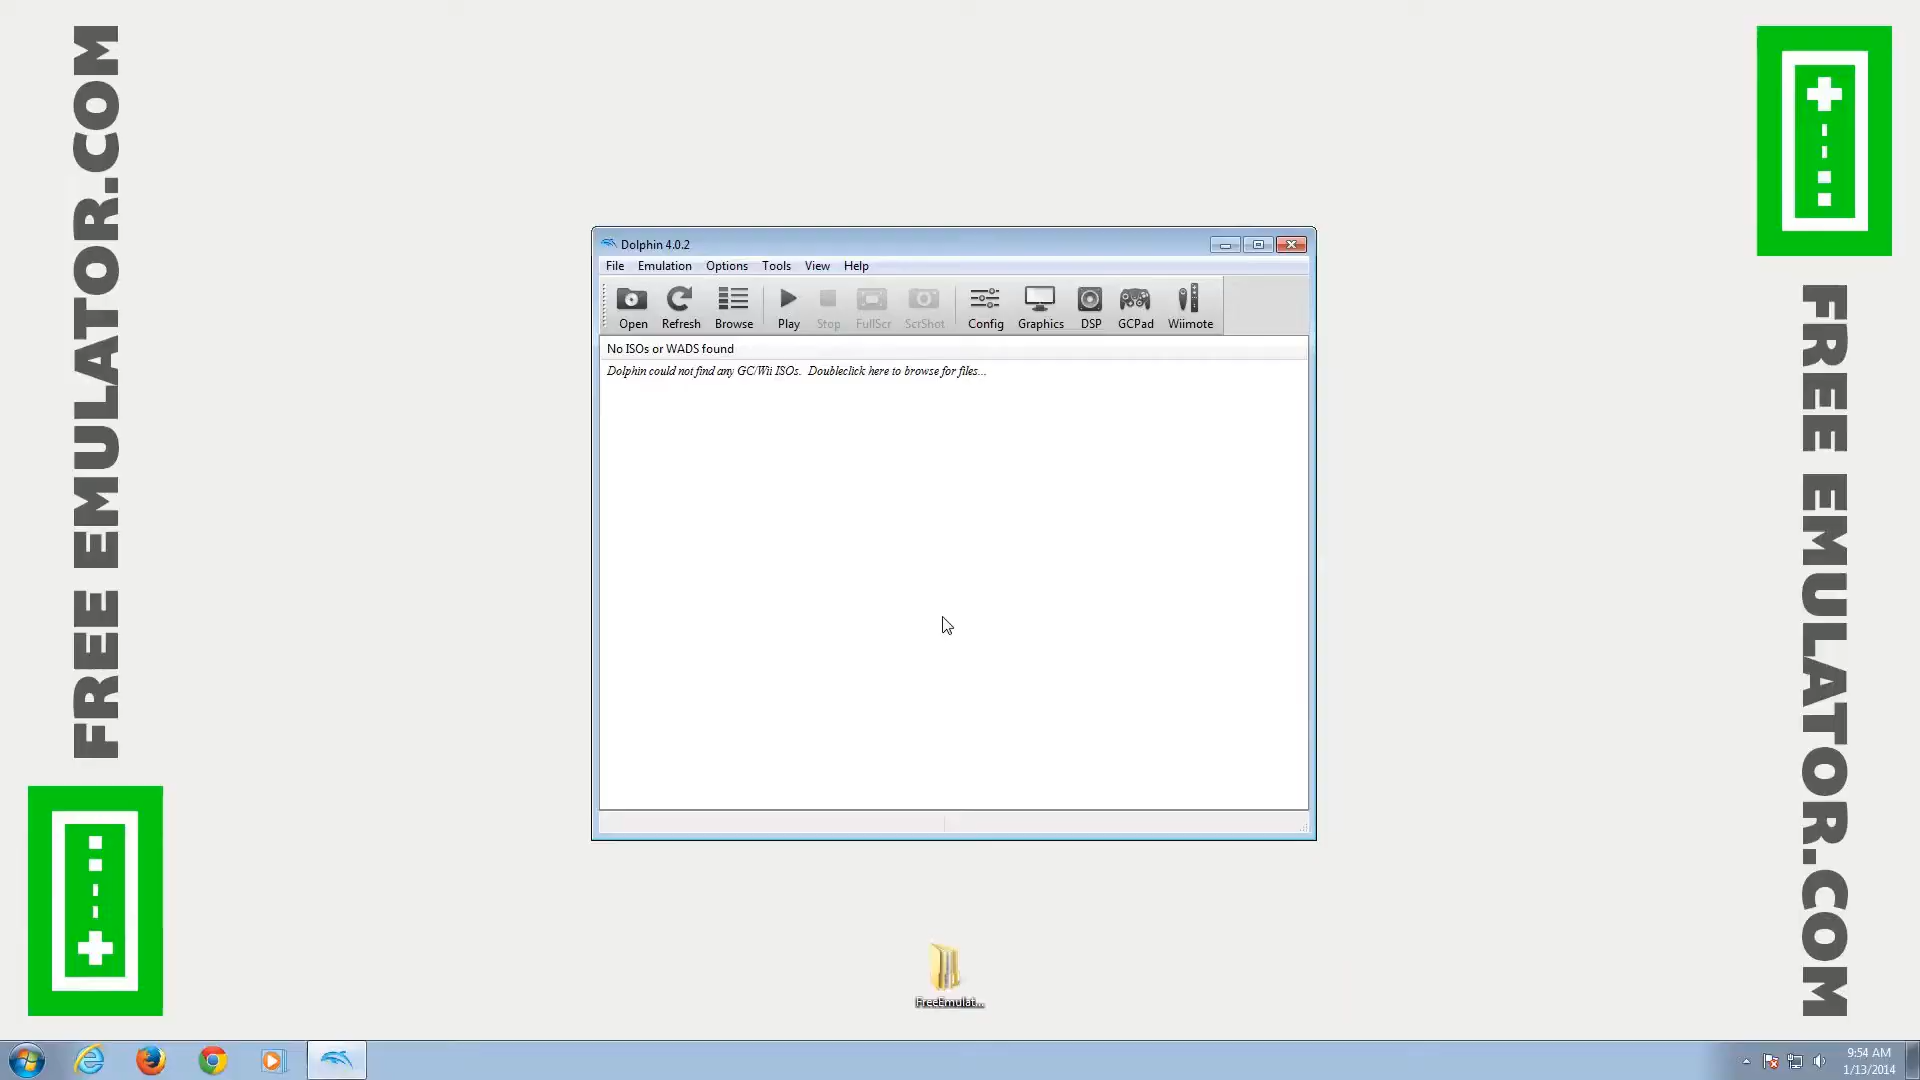 FREE EMULATOR.COM
Dolphin 4.0.2
File Emulation Options Tools View Help
Open Refresh Browse Play Stop FullScr ScrShot Config Graphics DSP GCPad Wiimote
No ISOs or WADS found
Dolphin could not find any GC/Wii ISOs. Doubleclick here to browse for files...
FreeEmulat...
FREE EMULATOR.COM
9:54 AM
1/13/2014